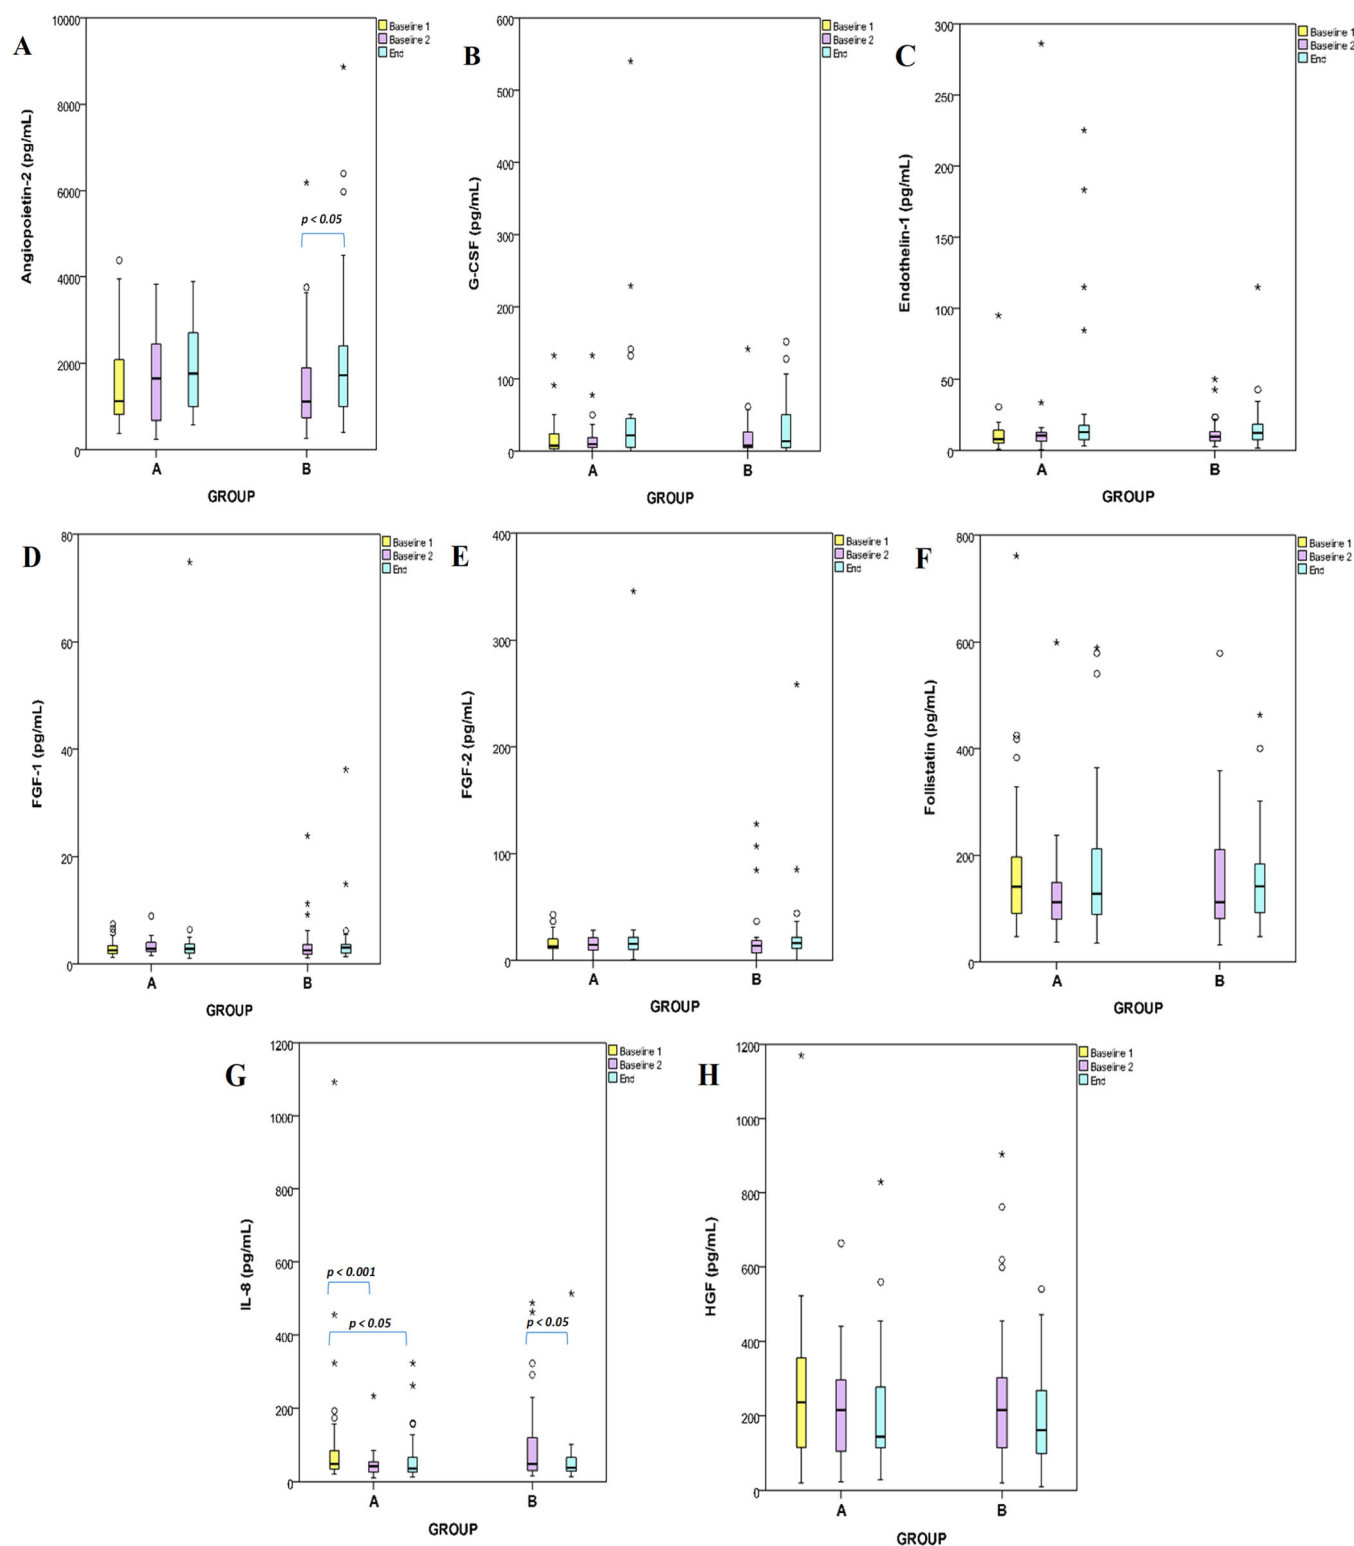 A
Angiopoietin-2 (pg/mL)
10000
8000
6000
4000
2000
0
p < 0.05
A
B
GROUP
Baseline 1
Baseline 2
End
B
G-CSF (pg/mL)
600
500
400
300
200
100
0
A
B
GROUP
Baseline 1
Baseline 2
End
C
Endothelin-1 (pg/mL)
300
250
200
150
100
50
0
A
B
GROUP
Baseline 1
Baseline 2
End
D
FGF-1 (pg/mL)
80
60
40
20
0
A
B
GROUP
Baseline 1
Baseline 2
End
E
FGF-2 (pg/mL)
400
300
200
100
0
A
B
GROUP
Baseline 1
Baseline 2
End
F
Follistatin (pg/mL)
800
600
400
200
0
A
B
GROUP
Baseline 1
Baseline 2
End
G
IL-8 (pg/mL)
1200
1000
800
600
400
200
0
p < 0.001
p < 0.05
p < 0.05
A
B
GROUP
Baseline 1
Baseline 2
End
H
HGF (pg/mL)
1200
1000
800
600
400
200
0
A
B
GROUP
Baseline 1
Baseline 2
End